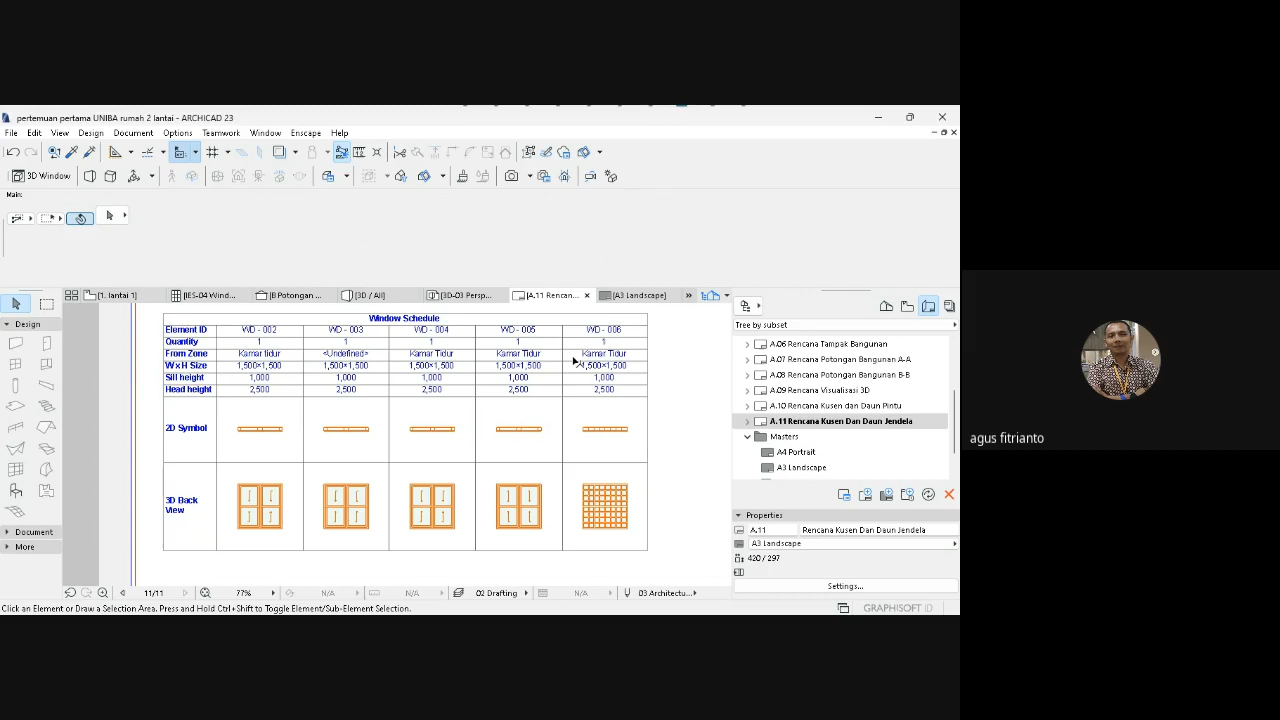 pertemuan pertama UNIBA rumah 2 lantai - ARCHICAD 23
File Edit View Design Document Options Teamwork Window Enscape Help
3D Window
Main:
[1. lantai 1] [IES-04 Wind... [B Potongan ... [3D / All] [3D-03 Persp... [A.11 Rencan... [A3 Landscape]
Design
Document
More
Window Schedule
Element ID WD - 002 WD - 003 WD - 004 WD - 005 WD - 006
Quantity 1 1 1 1 1
From Zone Kamar tidur <Undefined> Kamar Tidur Kamar Tidur Kamar Tidur
W x H Size 1,500×1,500 1,500×1,500 1,500×1,500 1,500×1,500 1,500×1,500
Sill height 1,000 1,000 1,000 1,000 1,000
Head height 2,500 2,500 2,500 2,500 2,500
2D Symbol
3D Back
View
Tree by subset
A.06 Rencana Tampak Bangunan
A.07 Rencana Potongan Bangunan A-A
A.08 Rencana Potongan Bangunan B-B
A.09 Rencana Visualisasi 3D
A.10 Rencana Kusen dan Daun Pintu
A.11 Rencana Kusen Dan Daun Jendela
Masters
A4 Portrait
A3 Landscape
Properties
A.11 Rencana Kusen Dan Daun Jendela
A3 Landscape
420 / 297
Settings...
11/11 77% N/A N/A 02 Drafting N/A 03 Architectu...
Click an Element or Draw a Selection Area. Press and Hold Ctrl+Shift to Toggle Element/Sub-Element Selection.
GRAPHISOFT ID
agus fitrianto